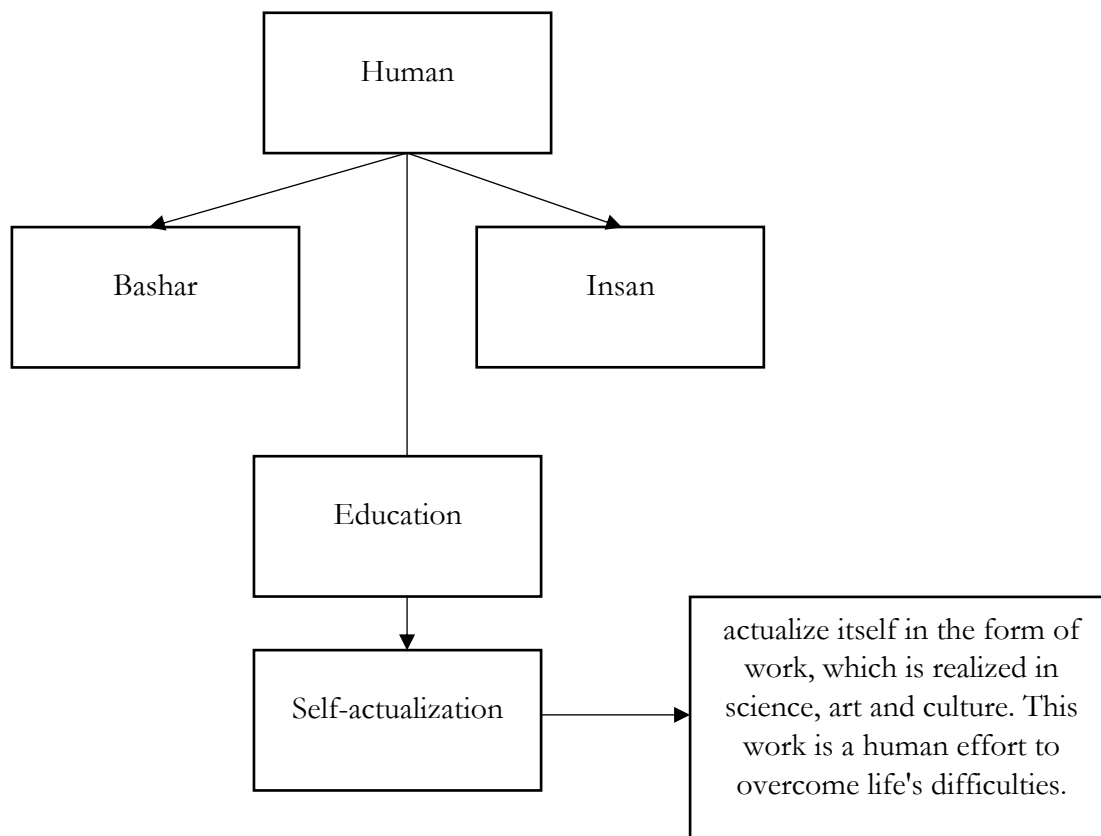 Human
Bashar
Insan
Education
Self-actualization
actualize itself in the form of
work, which is realized in
science, art and culture. This
work is a human effort to
overcome life's difficulties.